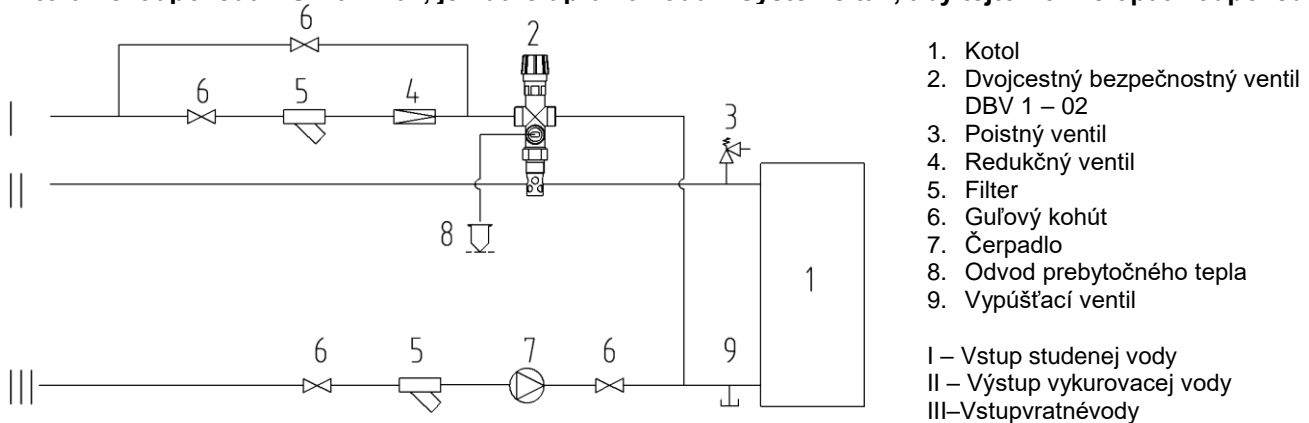 6
2
6
5
4
3
I
II
8
1
6
5
7
6
9
III
1. Kotol
2. Dvojcestný bezpečnostný ventil
DBV 1 – 02
3. Poistný ventil
4. Redukčný ventil
5. Filter
6. Guľový kohút
7. Čerpadlo
8. Odvod prebytočného tepla
9. Vypúšťací ventil
I – Vstup studenej vody
II – Výstup vykurovacej vody
III–Vstupvratnévody